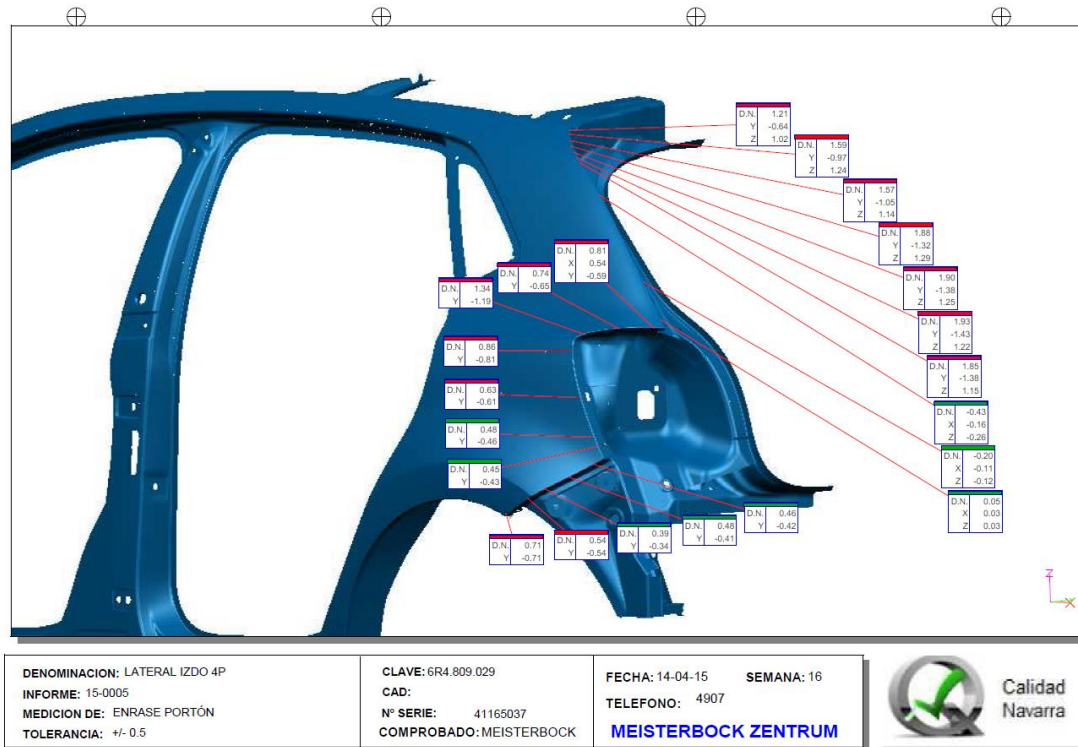 D.N. 1.21
Y -0.64
Z 1.02
D.N. 1.59
Y -0.97
Z 1.24
D.N. 1.57
Y -1.05
Z 1.14
D.N. 1.88
Y -1.32
Z 1.29
D.N. 1.90
Y -1.38
Z 1.25
D.N. 1.93
Y -1.43
Z 1.22
D.N. 1.85
Y -1.38
Z 1.15
D.N. -0.43
X -0.16
Z -0.26
D.N. -0.20
X -0.11
Z -0.12
D.N. 0.05
X 0.03
Z 0.03
D.N. 0.81
X 0.54
Y -0.59
D.N. 0.74
Y -0.65
D.N. 1.34
Y -1.19
D.N. 0.86
Y -0.81
D.N. 0.63
Y -0.61
D.N. 0.48
Y -0.46
D.N. 0.45
Y -0.43
D.N. 0.71
Y -0.71
D.N. 0.54
Y -0.54
D.N. 0.39
Y -0.34
D.N. 0.48
Y -0.41
D.N. 0.46
Y -0.42
Z
X
DENOMINACION: LATERAL IZDO 4P
INFORME: 15-0005
MEDICION DE: ENRASE PORTÓN
TOLERANCIA: +/- 0.5
CLAVE: 6R4.809.029
CAD:
Nº SERIE: 41165037
COMPROBADO: MEISTERBOCK
FECHA: 14-04-15 SEMANA: 16
TELEFONO: 4907
MEISTERBOCK ZENTRUM
Calidad
Navarra